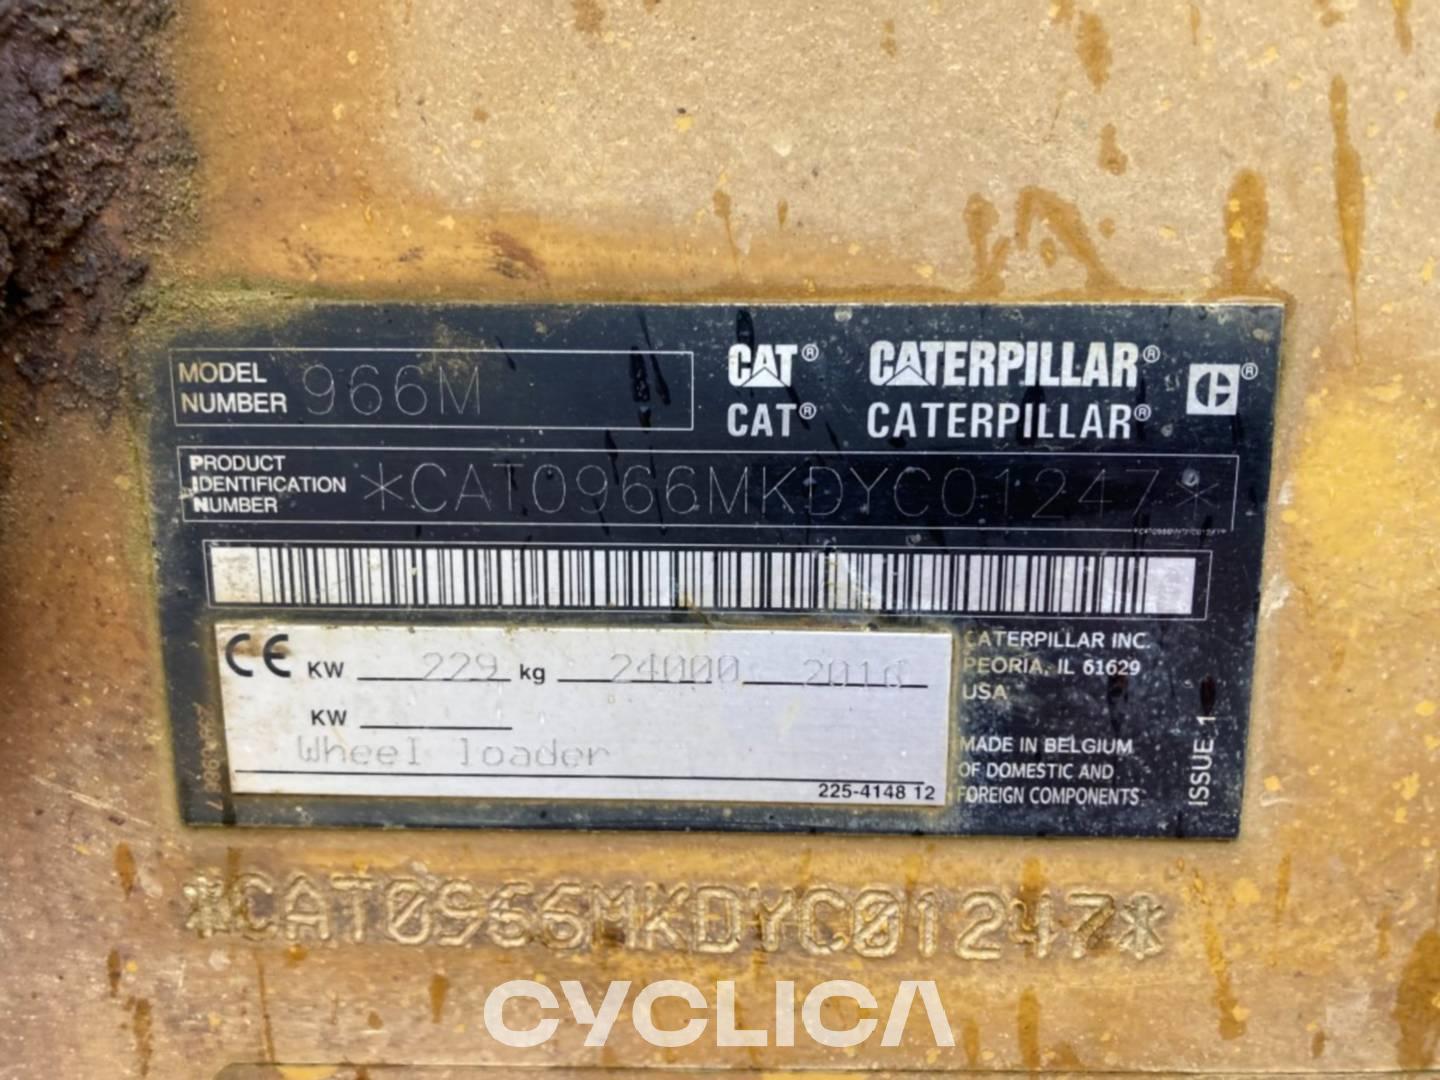 MODEL NUMBER 966M
CAT® CATERPILLAR®
CAT® CATERPILLAR®
PRODUCT IDENTIFICATION NUMBER *CAT0966MKDYC01247*
CE KW 229 kg 24000 2016
KW
Wheel loader
225-4148 12
CATERPILLAR INC.
PEORIA, IL 61629
USA
MADE IN BELGIUM
OF DOMESTIC AND
FOREIGN COMPONENTS
ISSUE 1
*CAT0966MKDYC01247*
CYCLICA